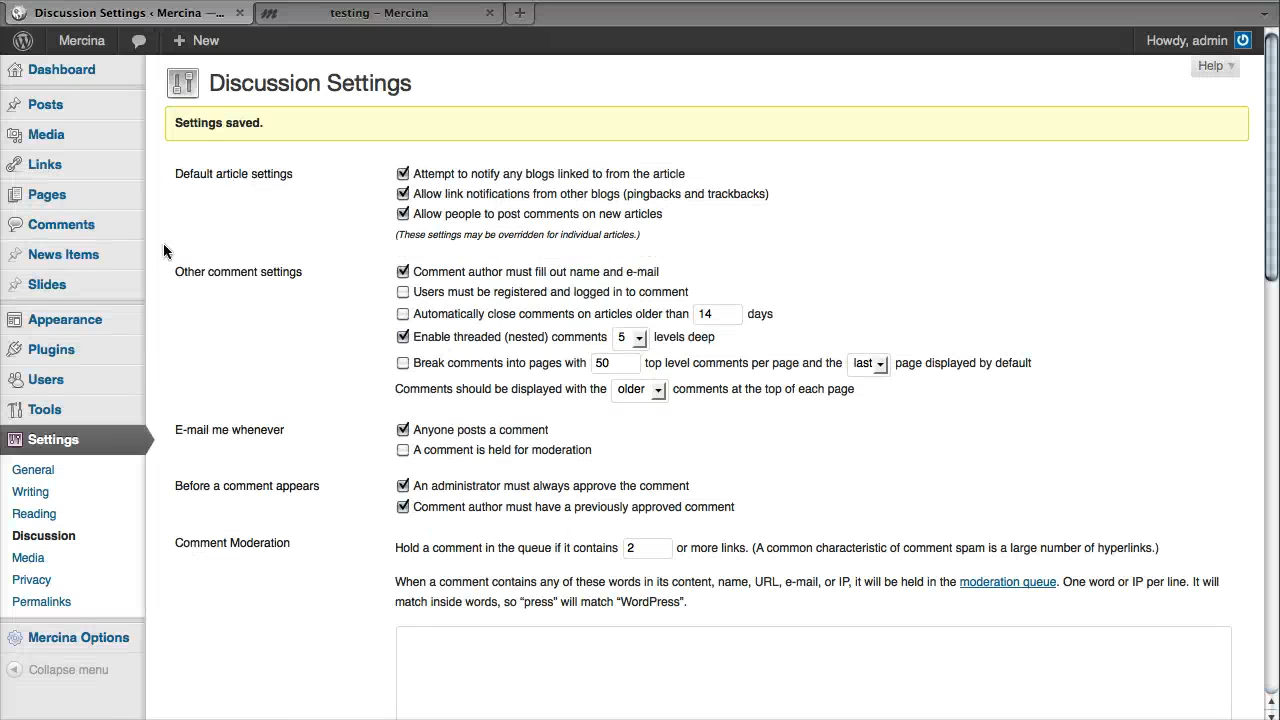 Discussion Settings ‹ Mercina —...
testing – Mercina
Mercina
New
Howdy, admin
Dashboard
Posts
Media
Links
Pages
Comments
News Items
Slides
Appearance
Plugins
Users
Tools
Settings
General
Writing
Reading
Discussion
Media
Privacy
Permalinks
Mercina Options
Collapse menu
Help
Discussion Settings
Settings saved.
Default article settings
Attempt to notify any blogs linked to from the article
Allow link notifications from other blogs (pingbacks and trackbacks)
Allow people to post comments on new articles
(These settings may be overridden for individual articles.)
Other comment settings
Comment author must fill out name and e-mail
Users must be registered and logged in to comment
Automatically close comments on articles older than 14 days
Enable threaded (nested) comments 5 levels deep
Break comments into pages with 50 top level comments per page and the last page displayed by default
Comments should be displayed with the older comments at the top of each page
E-mail me whenever
Anyone posts a comment
A comment is held for moderation
Before a comment appears
An administrator must always approve the comment
Comment author must have a previously approved comment
Comment Moderation
Hold a comment in the queue if it contains 2 or more links. (A common characteristic of comment spam is a large number of hyperlinks.)
When a comment contains any of these words in its content, name, URL, e-mail, or IP, it will be held in the moderation queue. One word or IP per line. It will
match inside words, so “press” will match “WordPress”.